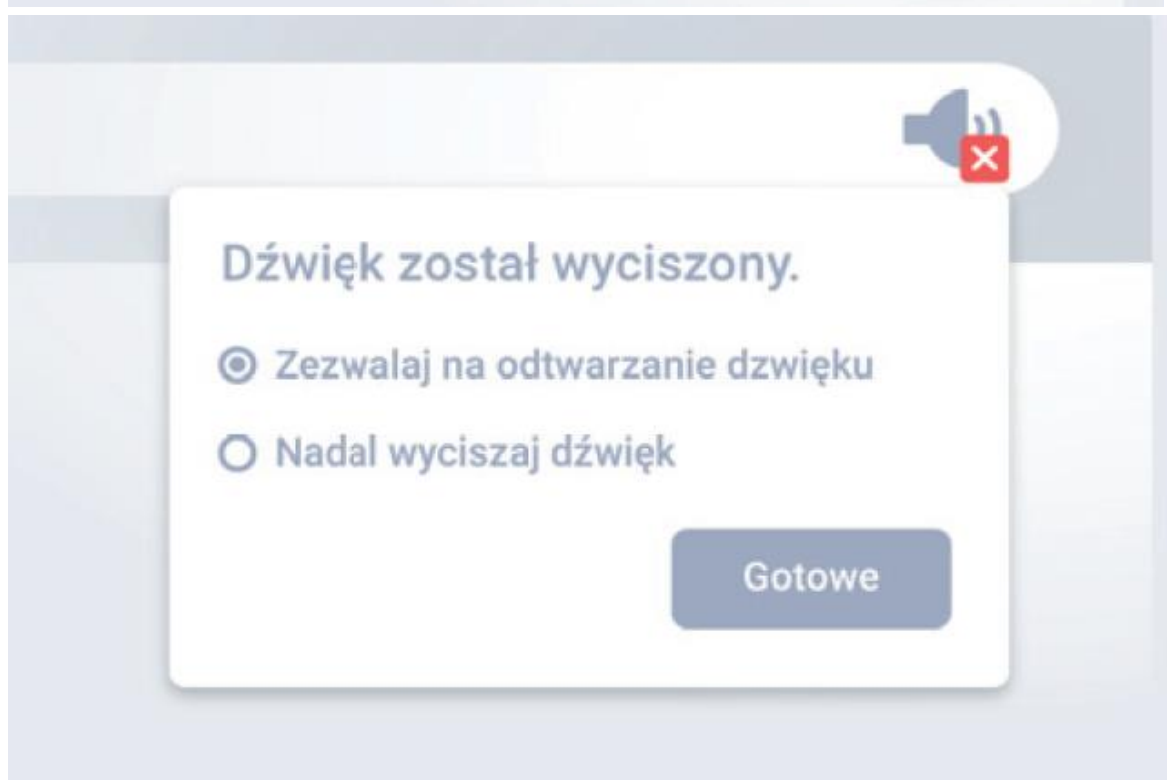 Dźwięk został wyciszony.
Zezwalaj na odtwarzanie dzwięku
Nadal wyciszaj dźwięk
Gotowe